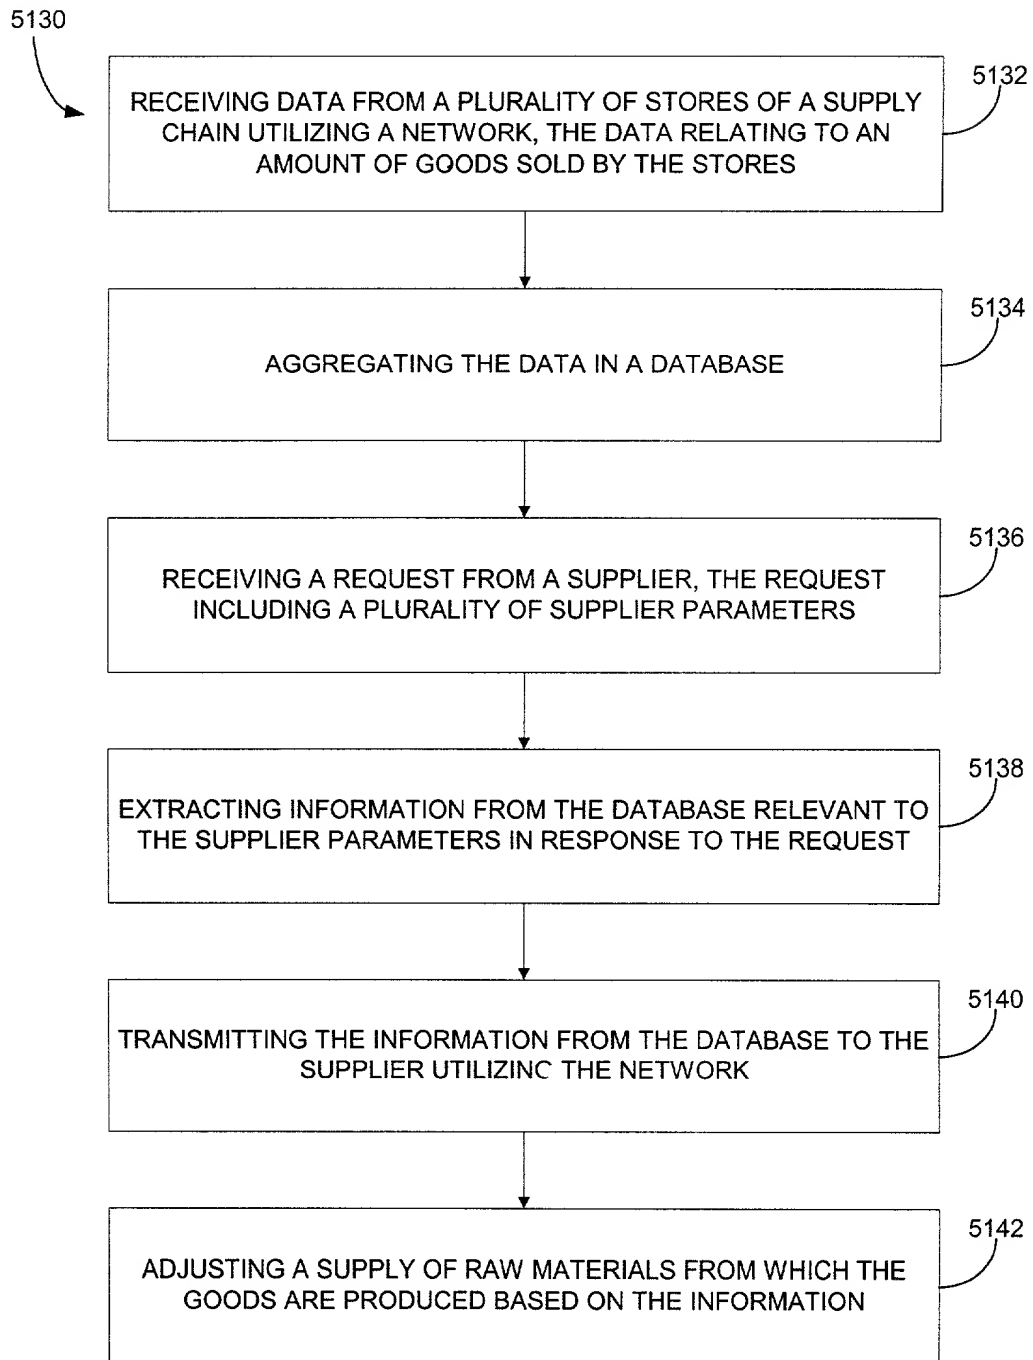 5130
5132
RECEIVING DATA FROM A PLURALITY OF STORES OF A SUPPLY
CHAIN UTILIZING A NETWORK, THE DATA RELATING TO AN
AMOUNT OF GOODS SOLD BY THE STORES
5134
AGGREGATING THE DATA IN A DATABASE
5136
RECEIVING A REQUEST FROM A SUPPLIER, THE REQUEST
INCLUDING A PLURALITY OF SUPPLIER PARAMETERS
5138
EXTRACTING INFORMATION FROM THE DATABASE RELEVANT TO
THE SUPPLIER PARAMETERS IN RESPONSE TO THE REQUEST
5140
TRANSMITTING THE INFORMATION FROM THE DATABASE TO THE
SUPPLIER UTILIZING THE NETWORK
5142
ADJUSTING A SUPPLY OF RAW MATERIALS FROM WHICH THE
GOODS ARE PRODUCED BASED ON THE INFORMATION